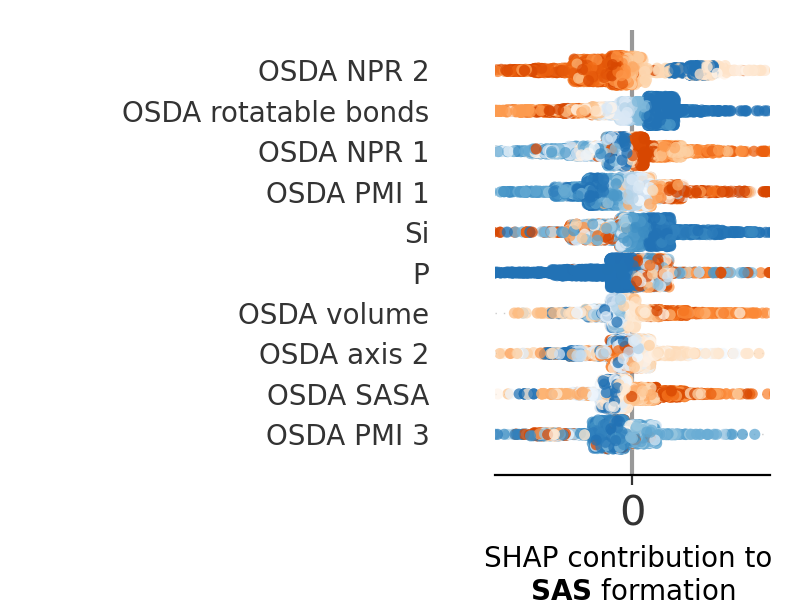 OSDA NPR 2
OSDA rotatable bonds
OSDA NPR 1
OSDA PMI 1
Si
P
OSDA volume
OSDA axis 2
OSDA SASA
OSDA PMI 3
0
SHAP contribution to
SAS formation